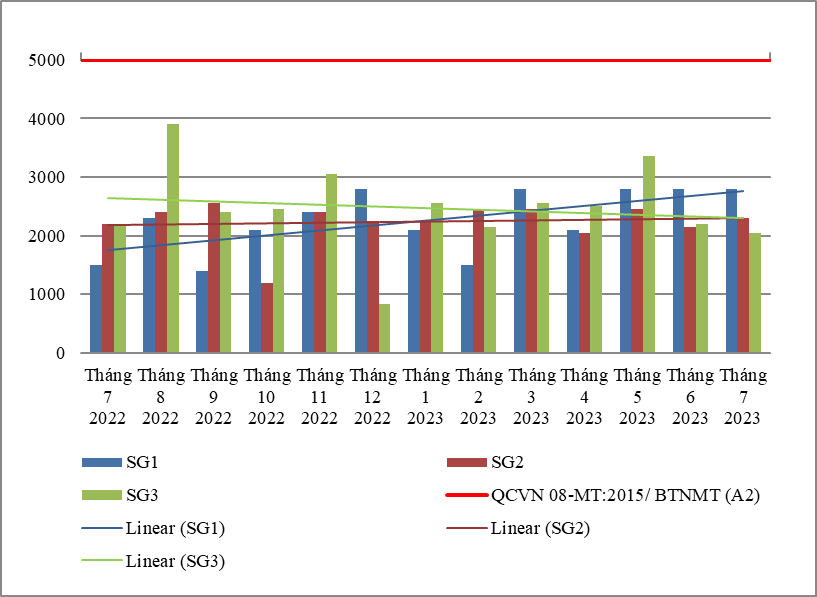 5000
4000
3000
2000
1000
0
Tháng Tháng Tháng Tháng Tháng Tháng Tháng Tháng Tháng Tháng Tháng Tháng Tháng
7 8 9 10 11 12 1 2 3 4 5 6 7
2022 2022 2022 2022 2022 2022 2023 2023 2023 2023 2023 2023 2023
SG1 SG2
SG3 QCVN 08-MT:2015/ BTNMT (A2)
Linear (SG1) Linear (SG2)
Linear (SG3)